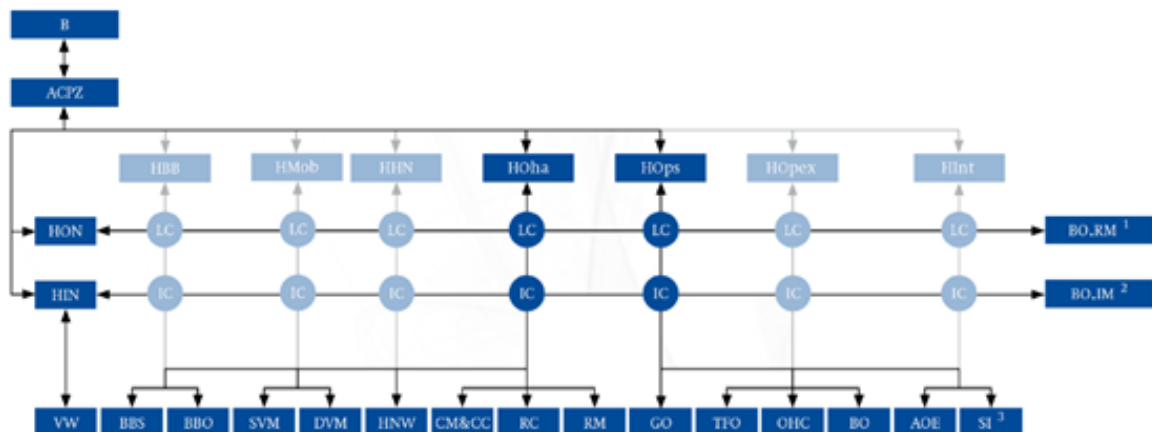 B
ACPZ
HBB HMob HHN HOha HOps HOpex HInt
HON LC LC LC LC LC LC LC BO.RM 1
HIN IC IC IC IC IC IC IC BO.IM 2
VW BBS BBO SVM DVM HNW CM&CC RC RM GO TFO OHC BO AOE SI 3